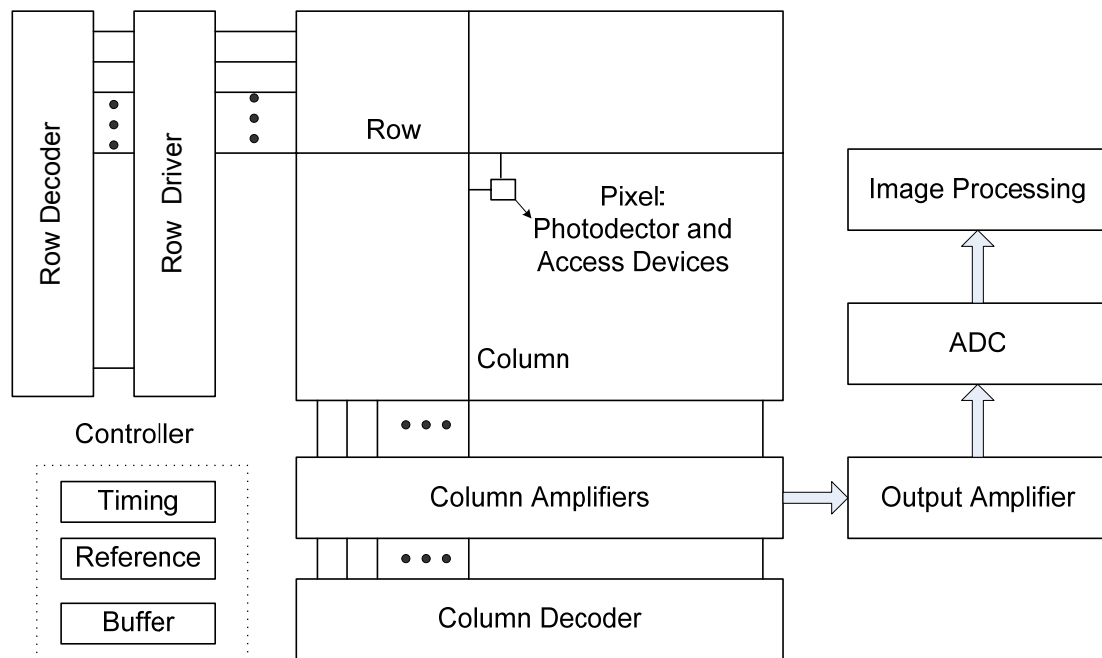 Row Decoder
Row Driver
Row
Pixel:
Photodector and
Access Devices
Column
Image Processing
ADC
Controller
Timing
Reference
Buffer
Column Amplifiers
Output Amplifier
Column Decoder